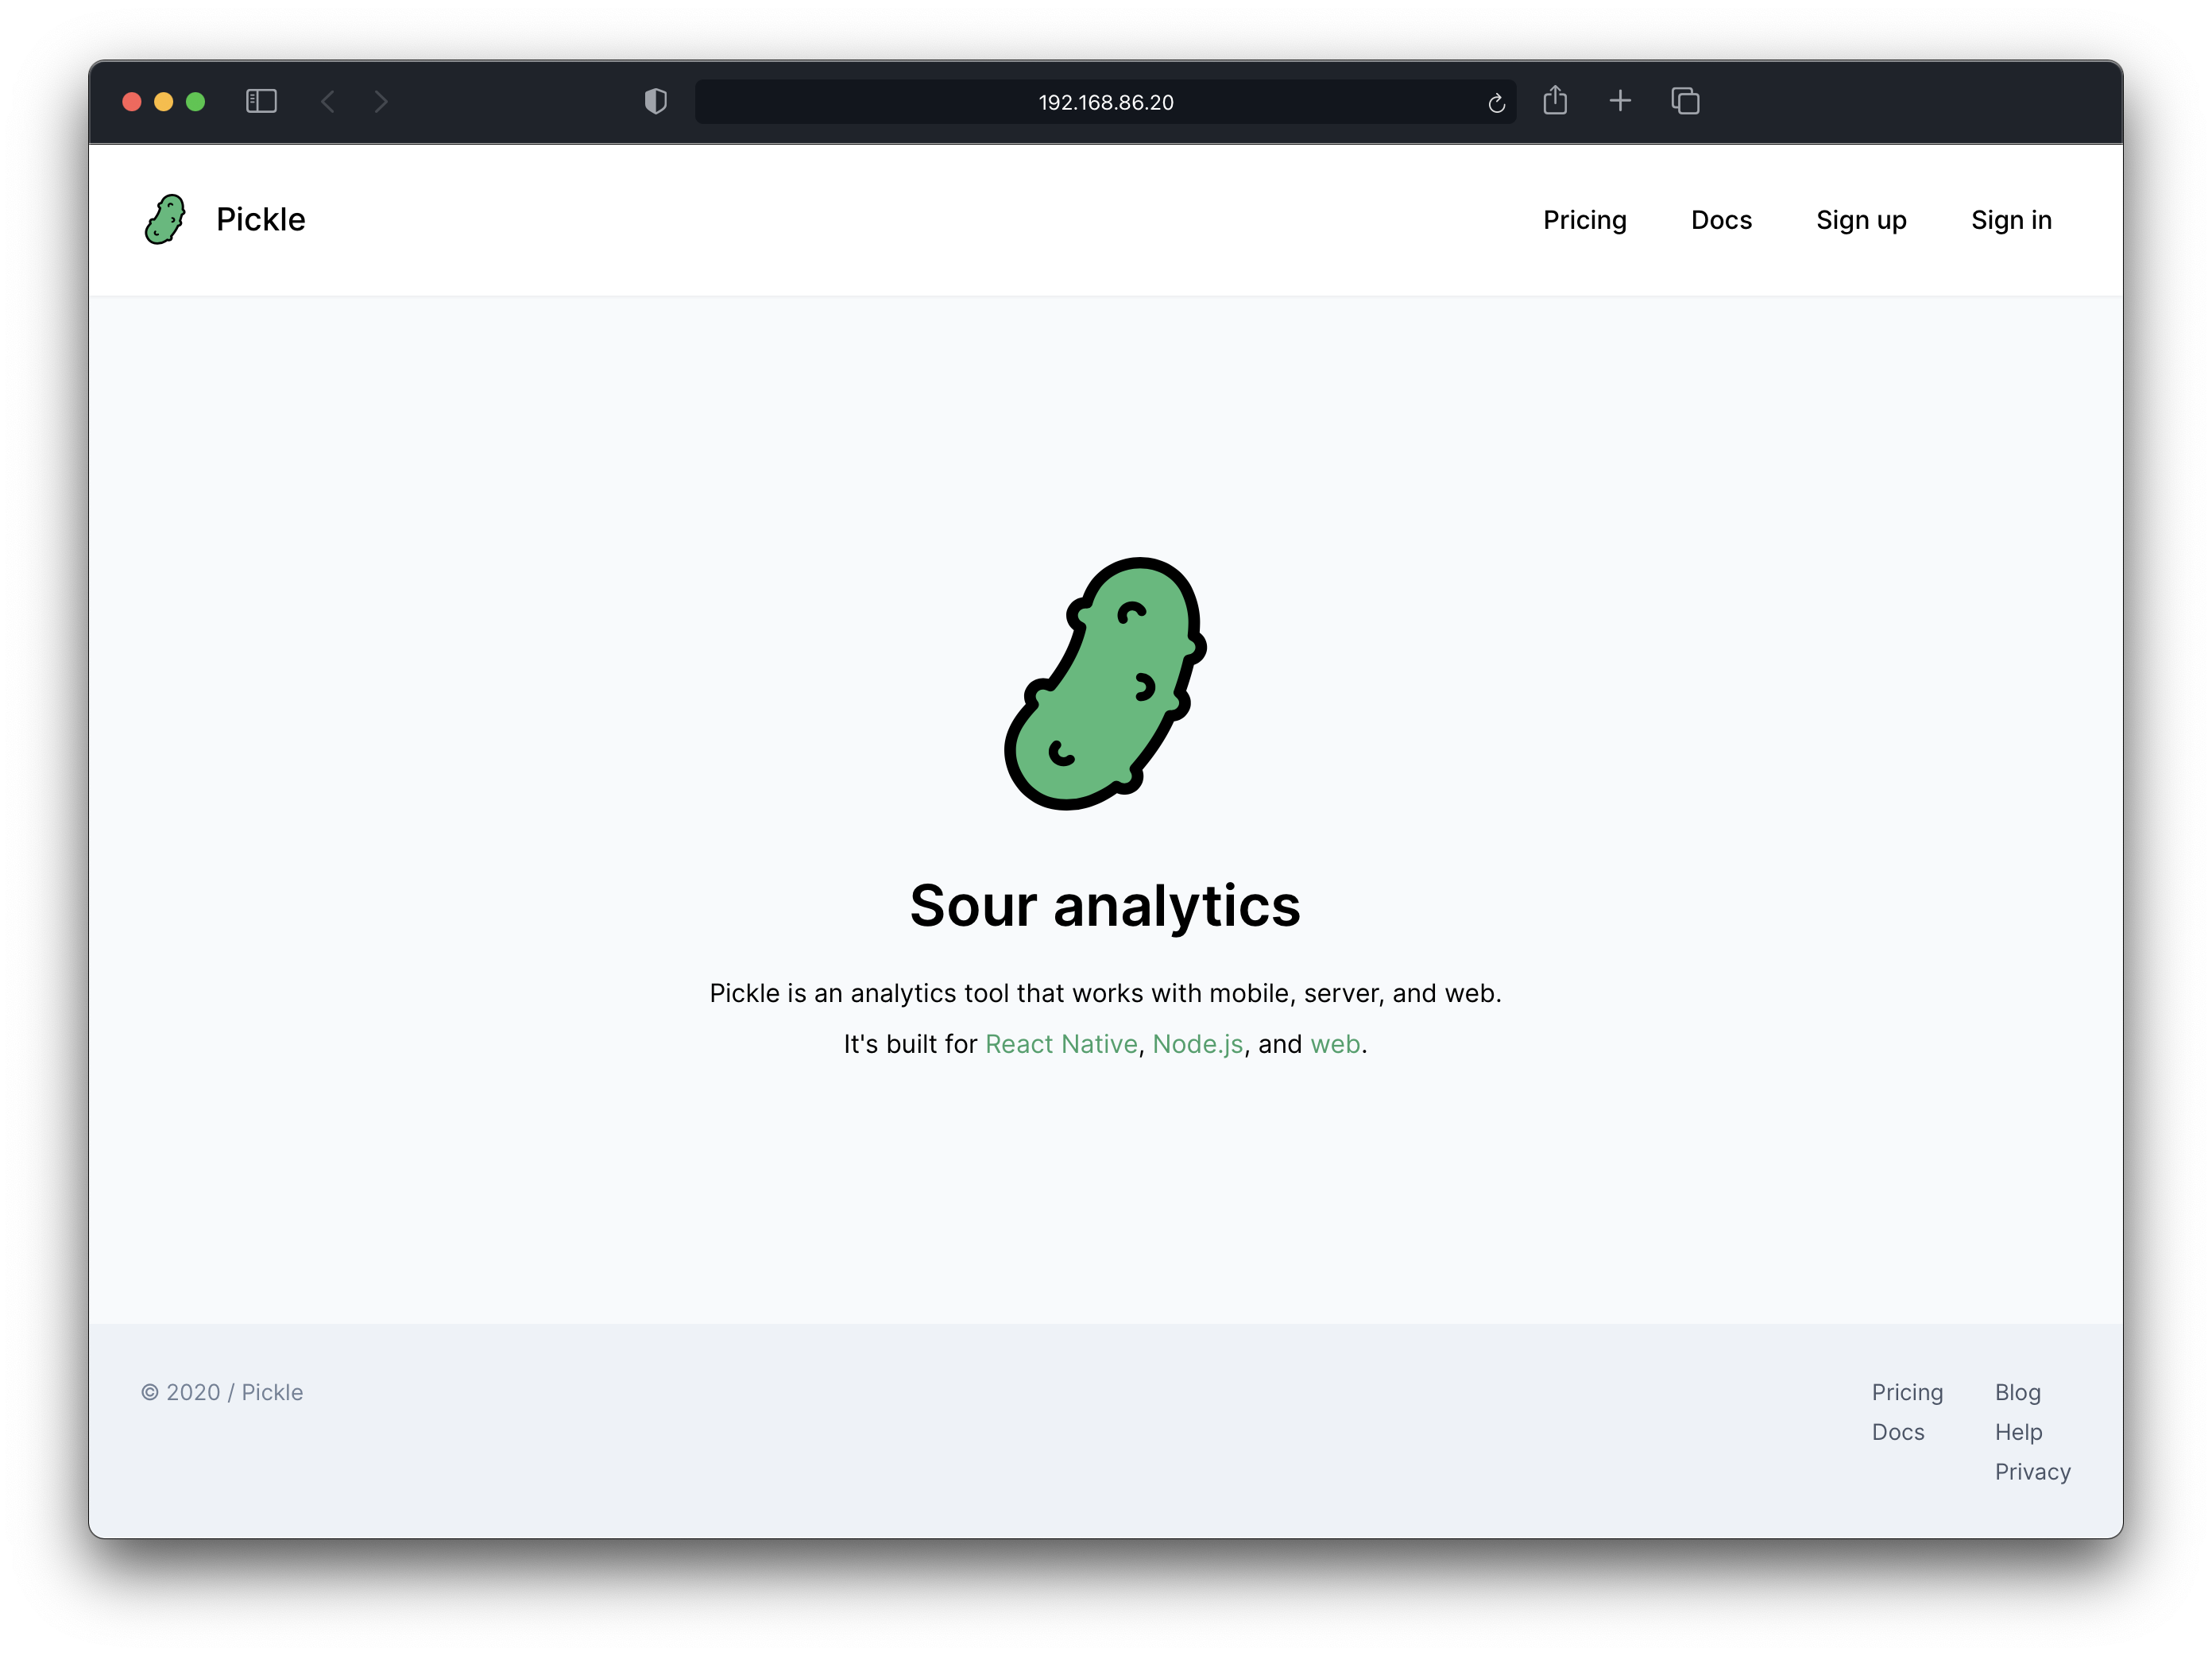 192.168.86.20
Pickle
Pricing Docs Sign up Sign in
Sour analytics
Pickle is an analytics tool that works with mobile, server, and web.
It's built for React Native, Node.js, and web.
© 2020 / Pickle
Pricing Blog
Docs Help
Privacy